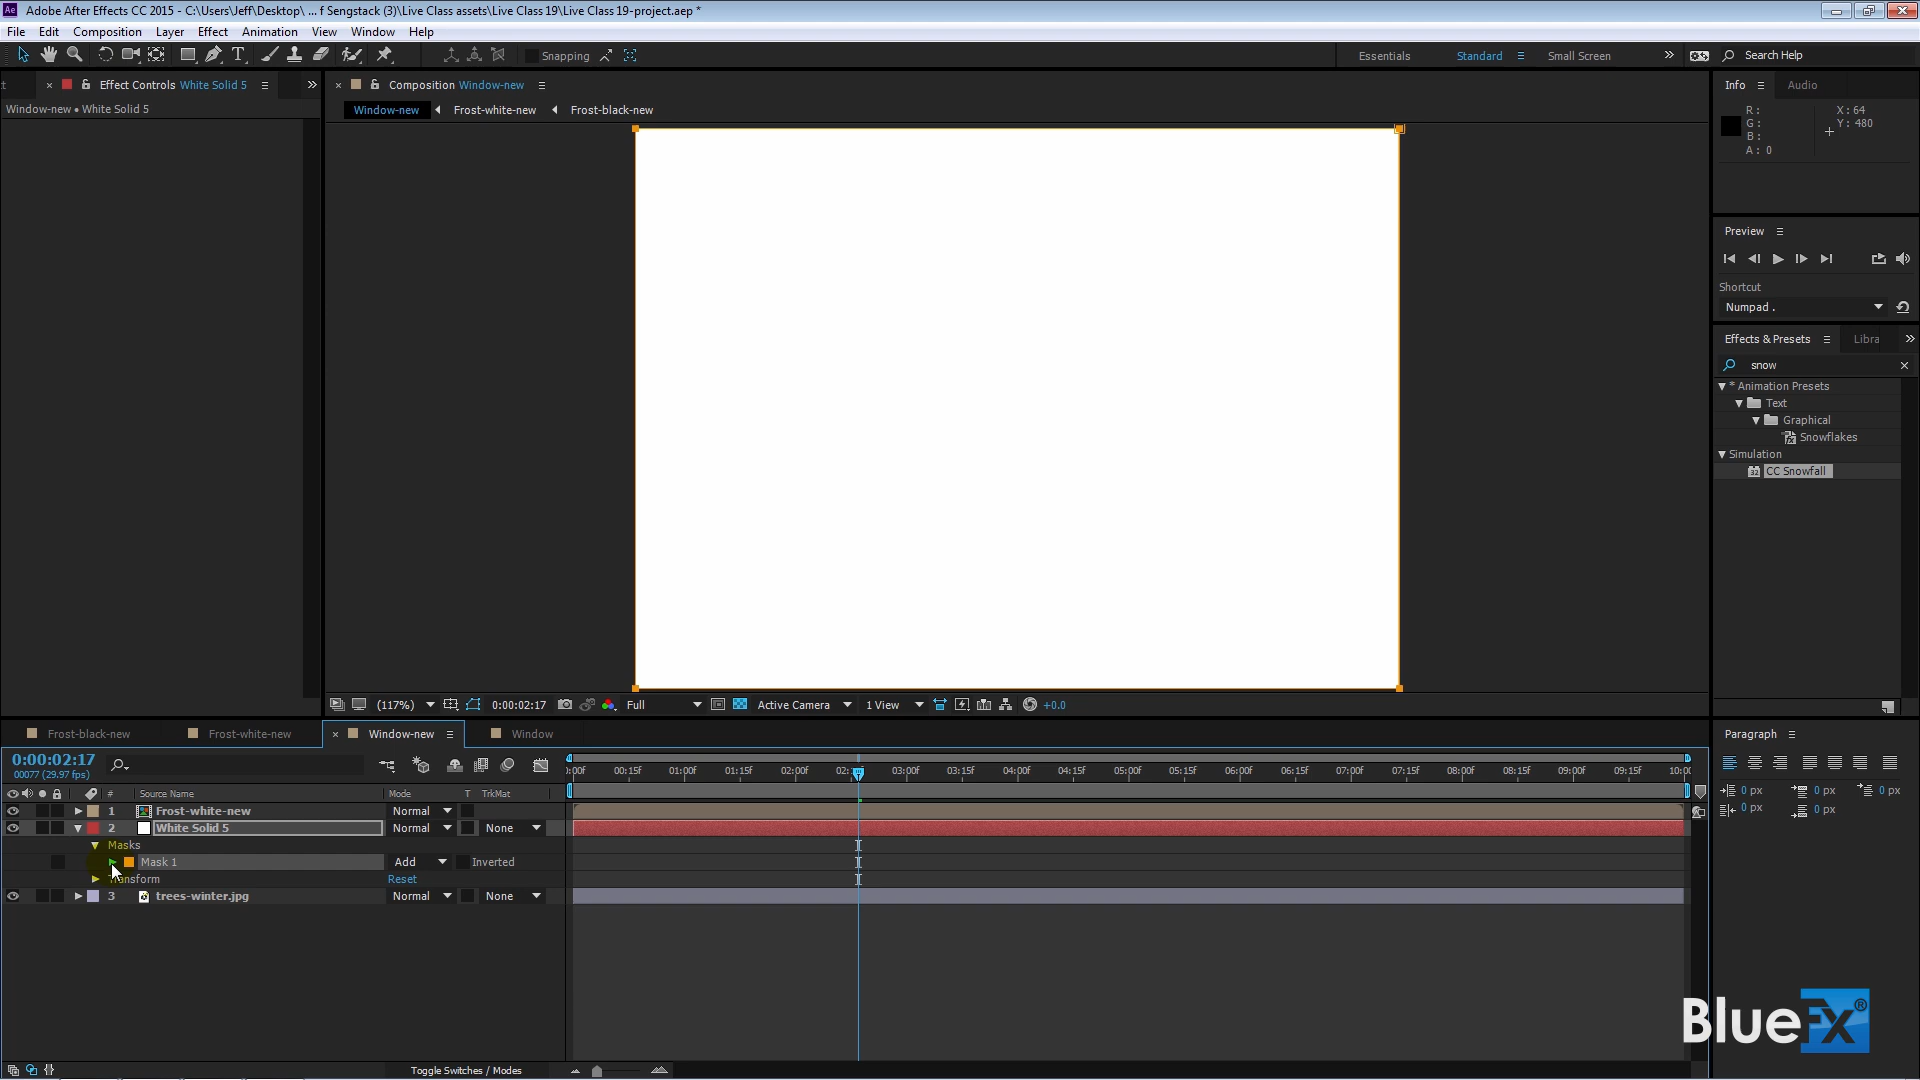 Adobe After Effects CC 2015 - C:\Users\Jeff\Desktop\ ... f Sengstack (3)\Live Class assets\Live Class 19\Live Class 19-project.aep *
File Edit Composition Layer Effect Animation View Window Help
Snapping Essentials Standard Small Screen Search Help
Effect Controls White Solid 5
Composition Window-new
Info Audio
Window-new • White Solid 5
Window-new Frost-white-new Frost-black-new
R:
G:
B:
A: 0
X: 64
Y: 480
Preview
Shortcut
Numpad .
Effects & Presets Libra
snow
* Animation Presets
Text
Graphical
Snowflakes
Simulation
CC Snowfall
(117%) 0:00:02:17 Full Active Camera 1 View +0.0
Frost-black-new Frost-white-new Window-new Window
Paragraph
0:00:02:17
00077 (29.97 fps)
:00f 00:15f 01:00f 01:15f 02:00f 02: 03:00f 03:15f 04:00f 04:15f 05:00f 05:15f 06:00f 06:15f 07:00f 07:15f 08:00f 08:15f 09:00f 09:15f 10:00
# Source Name Mode T TrkMat
0 px 0 px 0 px
0 px 0 px
1 Frost-white-new Normal
2 White Solid 5 Normal None
Masks
Mask 1 Add Inverted
Transform Reset
3 trees-winter.jpg Normal None
Toggle Switches / Modes
BlueFX®